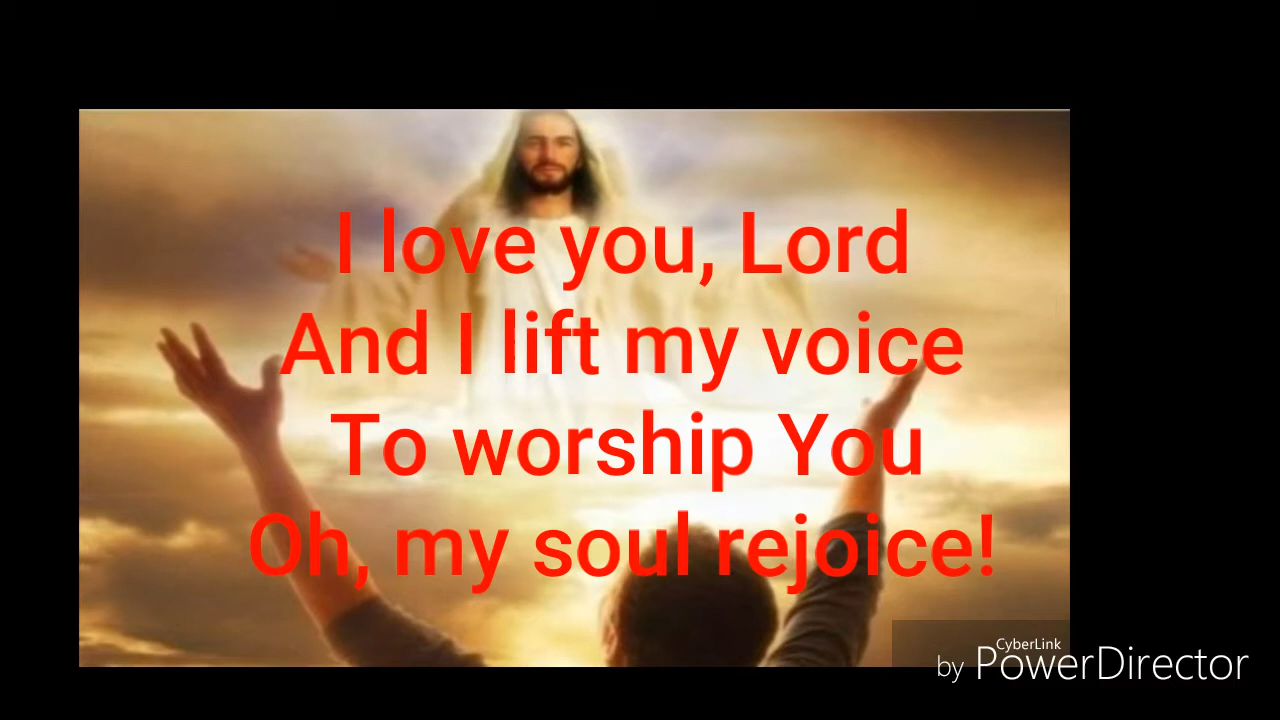 I love you, Lord
And I lift my voice
To worship You
Oh, my soul rejoice!
CyberLink
by PowerDirector